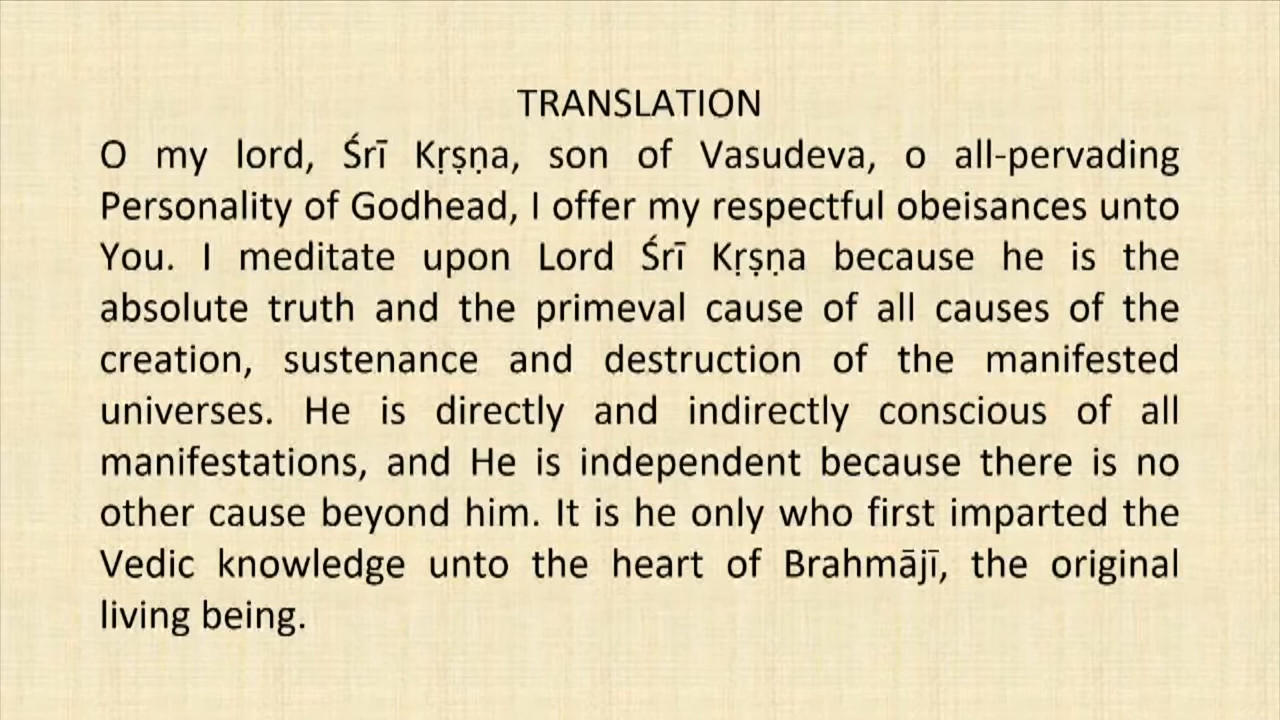 TRANSLATION
O my lord, Śrī Kṛṣṇa, son of Vasudeva, o all-pervading
Personality of Godhead, I offer my respectful obeisances unto
You. I meditate upon Lord Śrī Kṛṣṇa because he is the
absolute truth and the primeval cause of all causes of the
creation, sustenance and destruction of the manifested
universes. He is directly and indirectly conscious of all
manifestations, and He is independent because there is no
other cause beyond him. It is he only who first imparted the
Vedic knowledge unto the heart of Brahmājī, the original
living being.